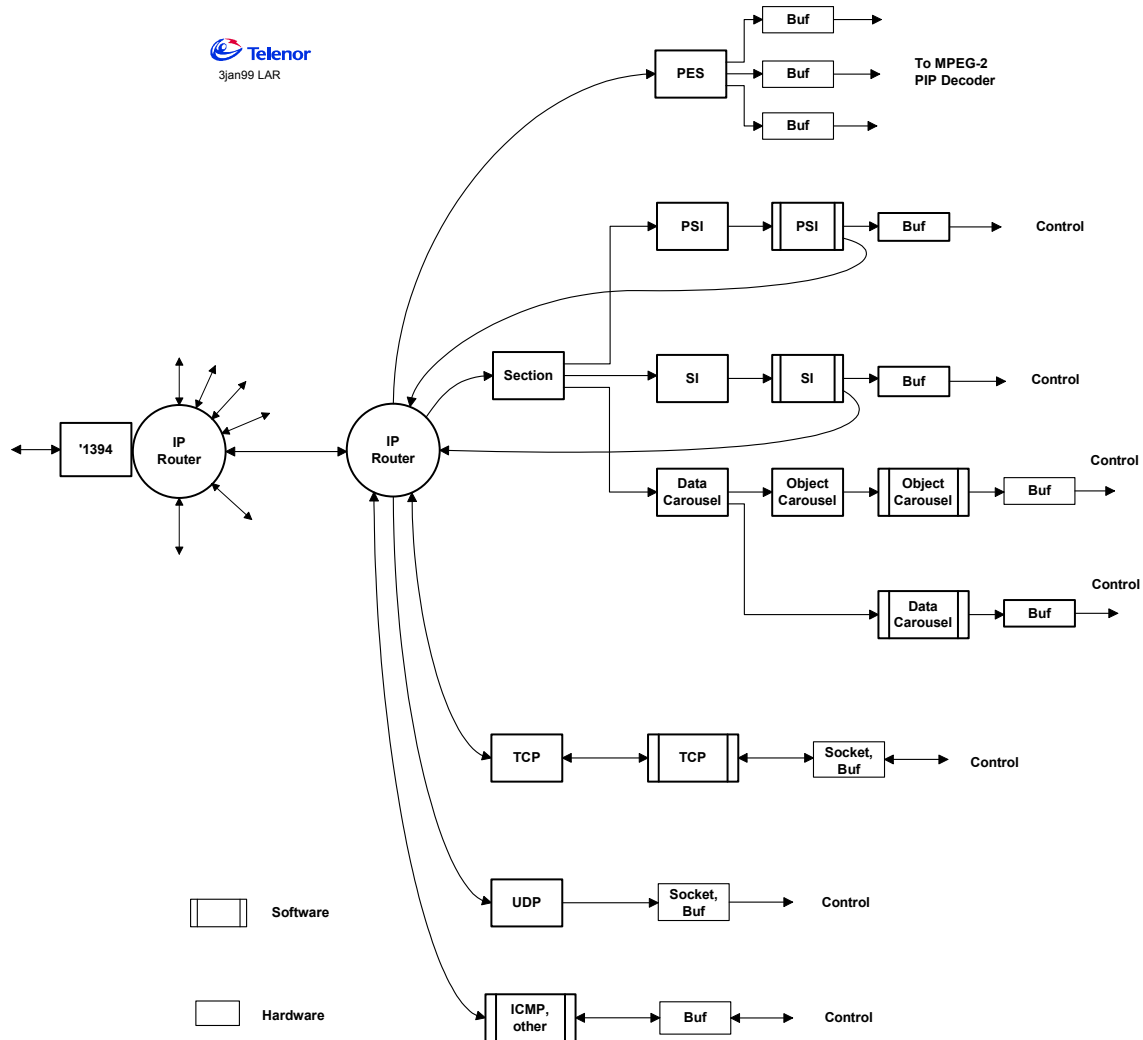 Telenor
3jan99 LAR
Buf
PES
Buf
To MPEG-2
PIP Decoder
Buf
PSI
PSI
Buf
Control
Section
SI
SI
Buf
Control
'1394
IP
Router
IP
Router
Data
Carousel
Object
Carousel
Object
Carousel
Buf
Control
Data
Carousel
Buf
Control
TCP
TCP
Socket,
Buf
Control
UDP
Socket,
Buf
Control
Software
ICMP,
other
Buf
Control
Hardware